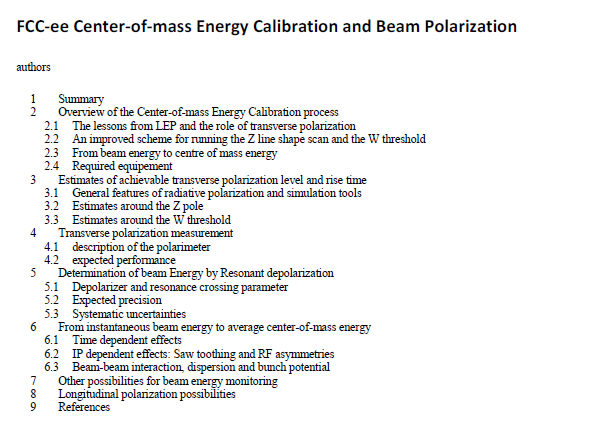 FCC-ee Center-of-mass Energy Calibration and Beam Polarization
authors
1 Summary
2 Overview of the Center-of-mass Energy Calibration process
2.1 The lessons from LEP and the role of transverse polarization
2.2 An improved scheme for running the Z line shape scan and the W threshold
2.3 From beam energy to centre of mass energy
2.4 Required equipement
3 Estimates of achievable transverse polarization level and rise time
3.1 General features of radiative polarization and simulation tools
3.2 Estimates around the Z pole
3.3 Estimates around the W threshold
4 Transverse polarization measurement
4.1 description of the polarimeter
4.2 expected performance
5 Determination of beam Energy by Resonant depolarization
5.1 Depolarizer and resonance crossing parameter
5.2 Expected precision
5.3 Systematic uncertainties
6 From instantaneous beam energy to average center-of-mass energy
6.1 Time dependent effects
6.2 IP dependent effects: Saw toothing and RF asymmetries
6.3 Beam-beam interaction, dispersion and bunch potential
7 Other possibilities for beam energy monitoring
8 Longitudinal polarization possibilities
9 References